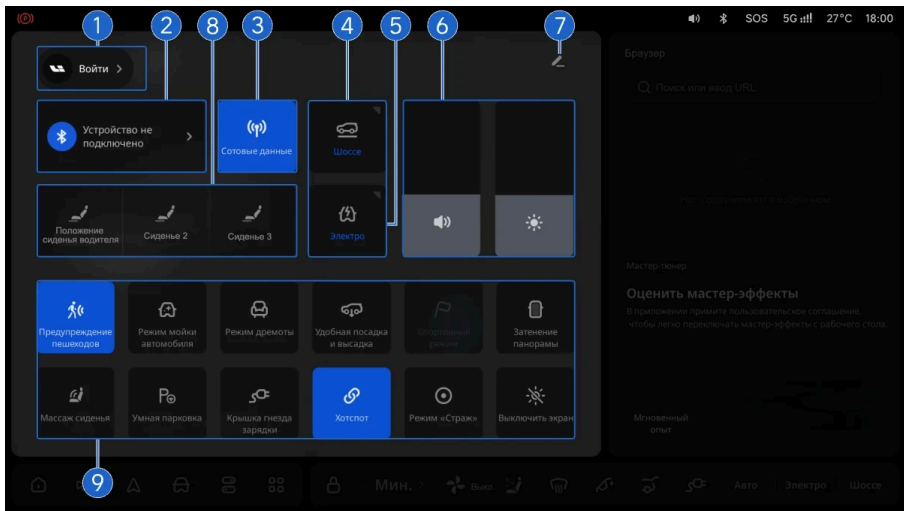 SOS 5G 27°C 18:00
1 2 8 3 4 5 6 7
Войти
Браузер
Поиск или ввод URL
Устройство не
подключено
Сотовые данные
Шоссе
Положение
сиденья водителя
Сиденье 2
Сиденье 3
Электро
Мастер-тюнер
Оценить мастер-эффекты
В приложении примите пользовательское соглашение,
чтобы легко переключать мастер-эффекты с рабочего стола.
Предупреждение
пешеходов
Режим мойки
автомобиля
Режим дремоты
Удобная посадка
и высадка
Спортивный
режим
Затенение
панорамы
Массаж сиденья
Умная парковка
Крышка гнезда
зарядки
Хотспот
Режим «Страж»
Выключить экран
Мгновенный
опыт
9
Мин. Выкл. Авто Электро Шоссе